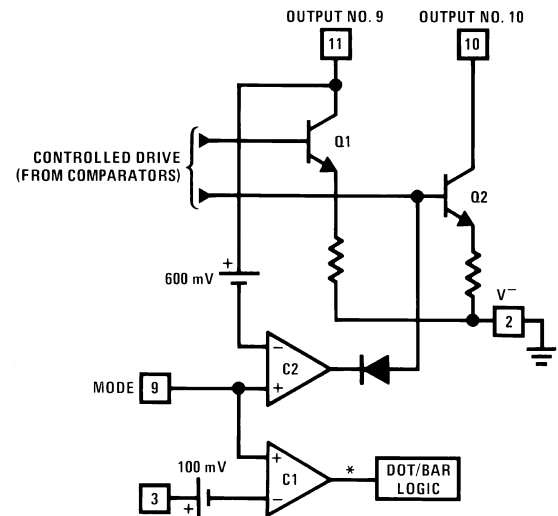 OUTPUT NO. 9
OUTPUT NO. 10
11
10
Q1
CONTROLLED DRIVE
(FROM COMPARATORS)
Q2
+
600 mV
V−
2
−
C2
+
MODE
9
+
C1
−
100 mV
*
DOT/BAR
LOGIC
3
+